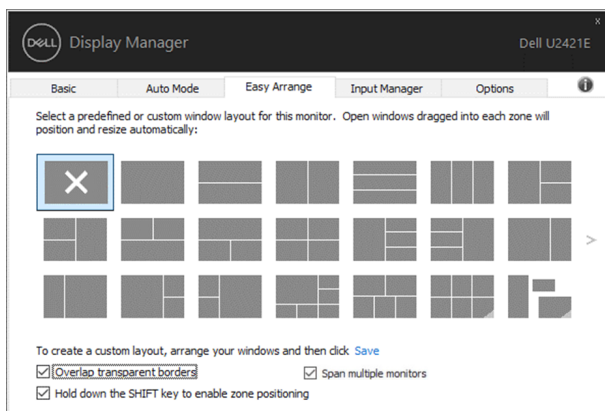 x
DELL Display Manager Dell U2421E
Basic Auto Mode Easy Arrange Input Manager Options i
Select a predefined or custom window layout for this monitor. Open windows dragged into each zone will
position and resize automatically:
>
To create a custom layout, arrange your windows and then click Save
Overlap transparent borders Span multiple monitors
Hold down the SHIFT key to enable zone positioning